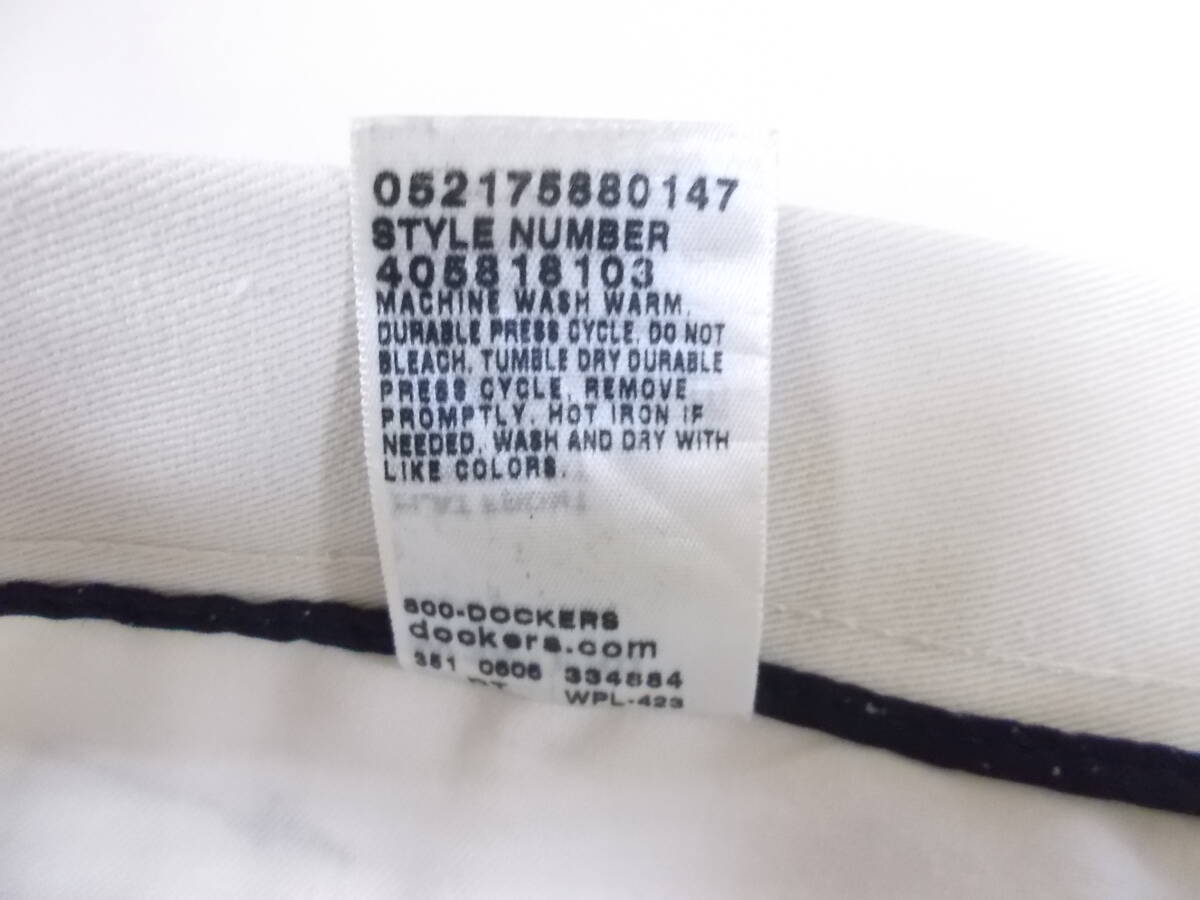 052175880147
STYLE NUMBER
405818103
MACHINE WASH WARM.
DURABLE PRESS CYCLE. DO NOT
BLEACH. TUMBLE DRY DURABLE
PRESS CYCLE. REMOVE
PROMPTLY. HOT IRON IF
NEEDED. WASH AND DRY WITH
LIKE COLORS.
800-DOCKERS
dockers.com
351 0606 334884
WPL-423